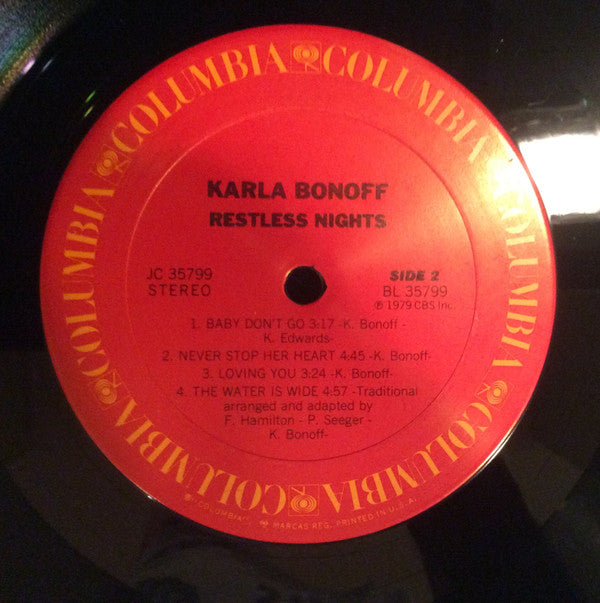 COLUMBIA COLUMBIA COLUMBIA COLUMBIA COLUMBIA COLUMBIA
KARLA BONOFF
RESTLESS NIGHTS
JC 35799
STEREO
SIDE 2
BL 35799
℗ 1979 CBS Inc.
1. BABY DON'T GO 3:17 -K. Bonoff -
K. Edwards-
2. NEVER STOP HER HEART 4:45 -K. Bonoff-
3. LOVING YOU 3:24 -K. Bonoff-
4. THE WATER IS WIDE 4:57 -Traditional
arranged and adapted by
F. Hamilton - P. Seeger -
K. Bonoff-
"COLUMBIA", MARCAS REG. PRINTED IN U.S.A.